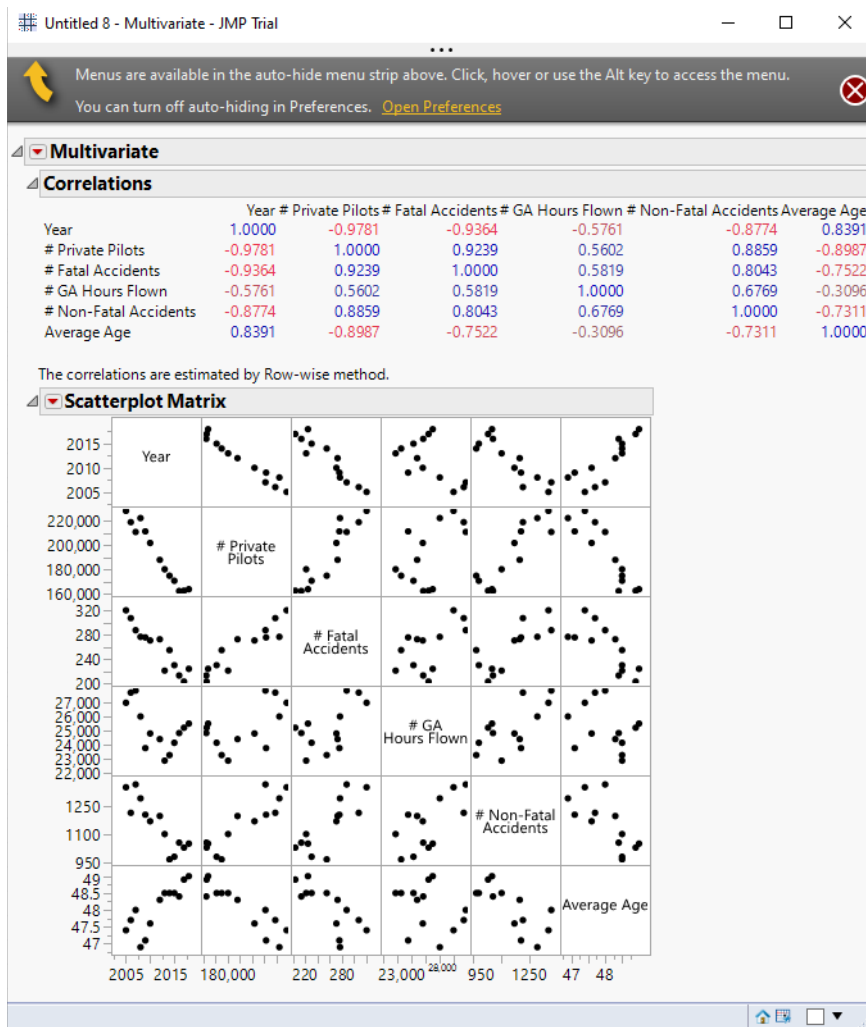 Untitled 8 - Multivariate - JMP Trial
Menus are available in the auto-hide menu strip above. Click, hover or use the Alt key to access the menu.
You can turn off auto-hiding in Preferences. Open Preferences
Multivariate
Correlations
Year # Private Pilots # Fatal Accidents # GA Hours Flown # Non-Fatal Accidents Average Age
Year 1.0000 -0.9781 -0.9364 -0.5761 -0.8774 0.8391
# Private Pilots -0.9781 1.0000 0.9239 0.5602 0.8859 -0.8987
# Fatal Accidents -0.9364 0.9239 1.0000 0.5819 0.8043 -0.7522
# GA Hours Flown -0.5761 0.5602 0.5819 1.0000 0.6769 -0.3096
# Non-Fatal Accidents -0.8774 0.8859 0.8043 0.6769 1.0000 -0.7311
Average Age 0.8391 -0.8987 -0.7522 -0.3096 -0.7311 1.0000
The correlations are estimated by Row-wise method.
Scatterplot Matrix
2015
2010
2005
Year
220,000
200,000
180,000
160,000
# Private
Pilots
320
280
240
200
# Fatal
Accidents
27,000
26,000
25,000
24,000
23,000
22,000
# GA
Hours Flown
1250
1100
950
# Non-Fatal
Accidents
49
48.5
48
47.5
47
Average Age
2005 2015 180,000 220 280 23,000 28,000 950 1250 47 48